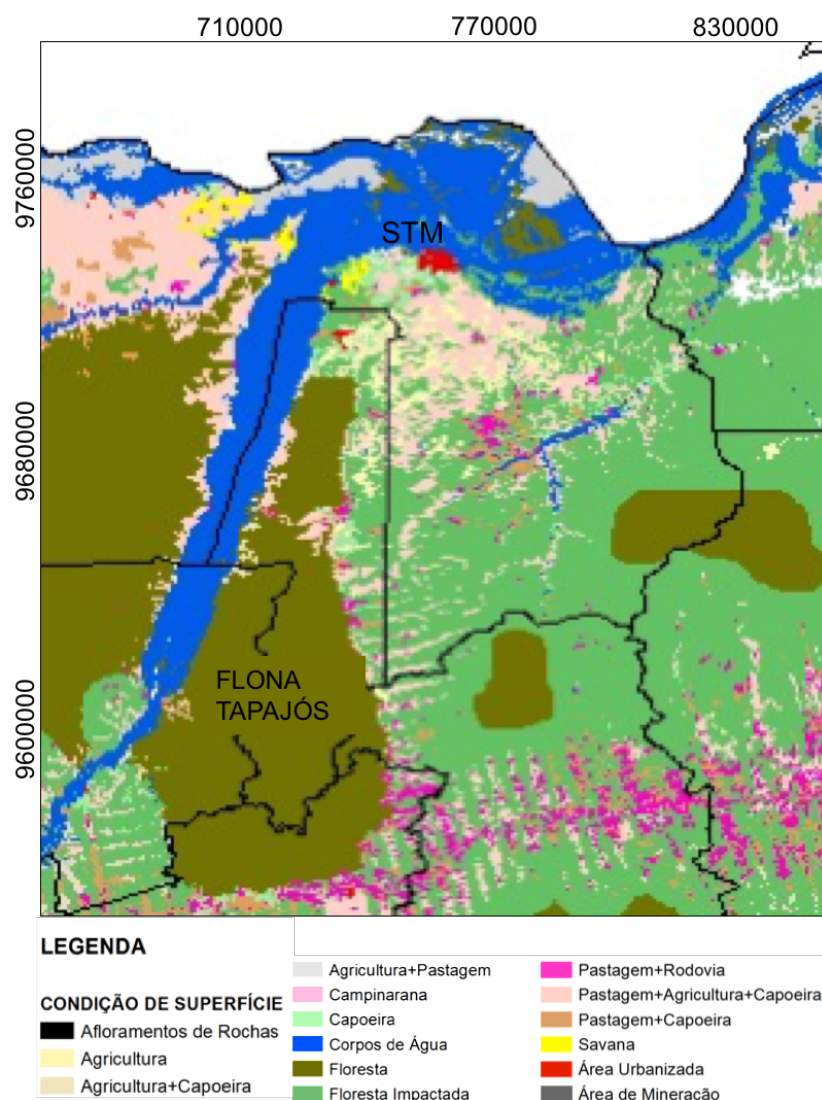 710000 770000 830000
9760000
STM
9680000
FLONA
TAPAJÓS
9600000
LEGENDA
CONDIÇÃO DE SUPERFÍCIE
Afloramentos de Rochas
Agricultura
Agricultura+Capoeira
Agricultura+Pastagem
Campinarana
Capoeira
Corpos de Água
Floresta
Floresta Impactada
Pastagem+Rodovia
Pastagem+Agricultura+Capoeira
Pastagem+Capoeira
Savana
Área Urbanizada
Área de Mineração